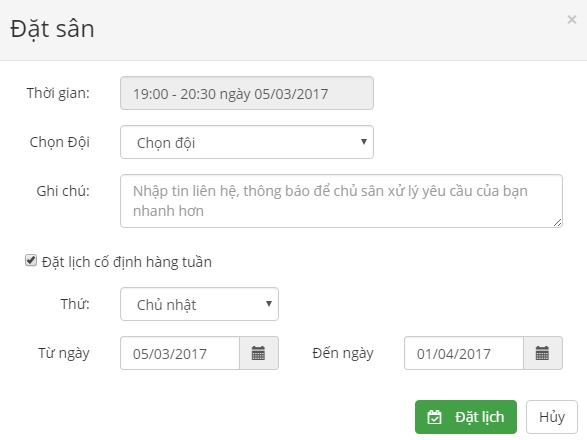 Đặt sân
×
Thời gian: 19:00 - 20:30 ngày 05/03/2017
Chọn Đội Chọn đội
Ghi chú: Nhập tin liên hệ, thông báo để chủ sân xử lý yêu cầu của bạn
nhanh hơn
Đặt lịch cố định hàng tuần
Thứ: Chủ nhật
Từ ngày 05/03/2017 Đến ngày 01/04/2017
Đặt lịch Hủy